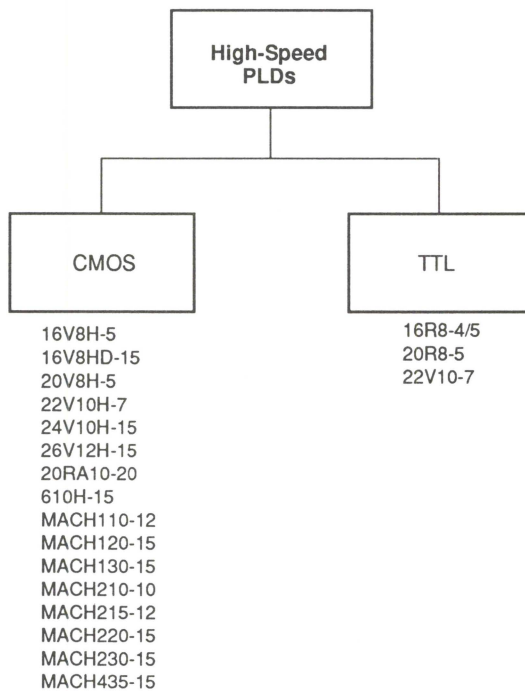 High-Speed
PLDs
CMOS
16V8H-5
16V8HD-15
20V8H-5
22V10H-7
24V10H-15
26V12H-15
20RA10-20
610H-15
MACH110-12
MACH120-15
MACH130-15
MACH210-10
MACH215-12
MACH220-15
MACH230-15
MACH435-15
TTL
16R8-4/5
20R8-5
22V10-7